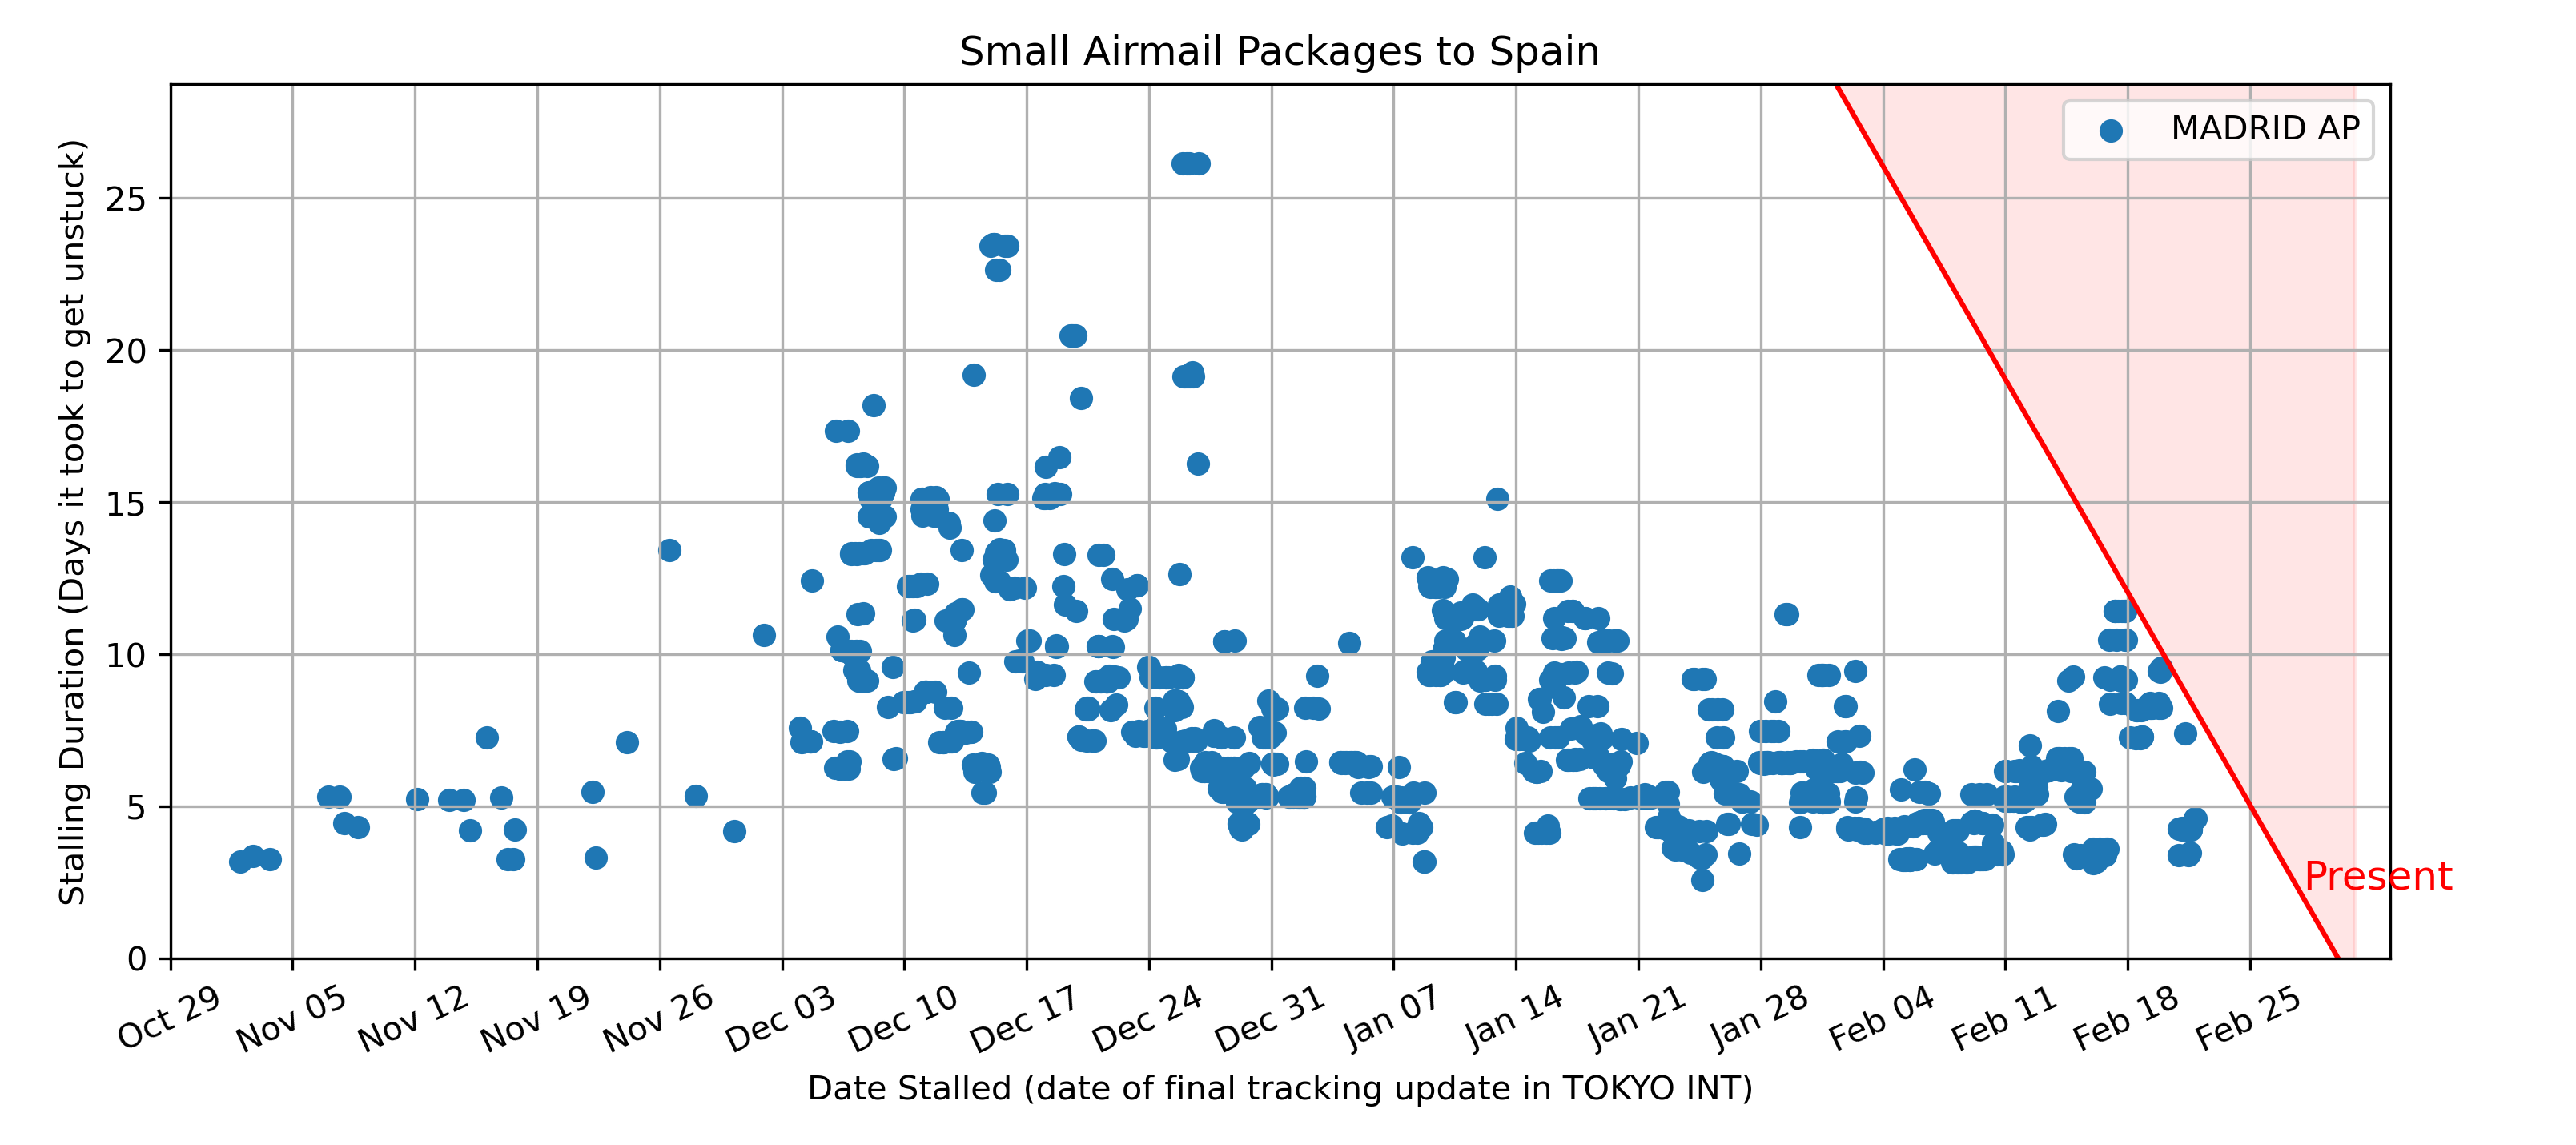 Small Airmail Packages to Spain
MADRID AP
Stalling Duration (Days it took to get unstuck)
25
20
15
10
5
0
Present
Oct 29
Nov 05
Nov 12
Nov 19
Nov 26
Dec 03
Dec 10
Dec 17
Dec 24
Dec 31
Jan 07
Jan 14
Jan 21
Jan 28
Feb 04
Feb 11
Feb 18
Feb 25
Date Stalled (date of final tracking update in TOKYO INT)